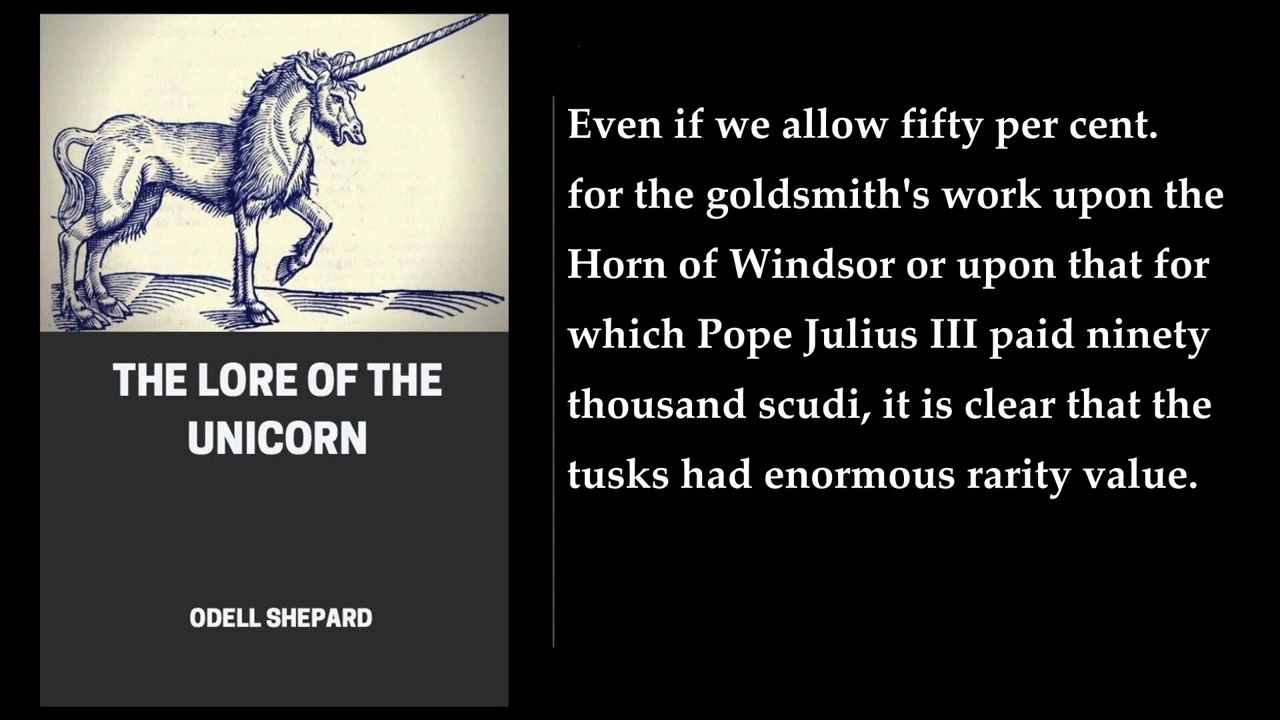 THE LORE OF THE
UNICORN
ODELL SHEPARD
Even if we allow fifty per cent.
for the goldsmith's work upon the
Horn of Windsor or upon that for
which Pope Julius III paid ninety
thousand scudi, it is clear that the
tusks had enormous rarity value.